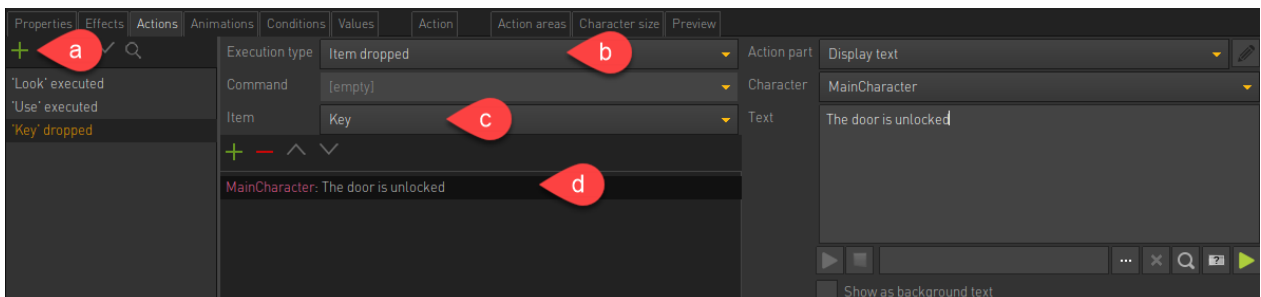 Properties Effects Actions Animations Conditions Values Action Action areas Character size Preview
a
'Look' executed
'Use' executed
'Key' dropped
Execution type Item dropped b
Command [empty]
Item Key c
MainCharacter: The door is unlocked d
Action part Display text
Character MainCharacter
Text The door is unlocked
...
Show as background text